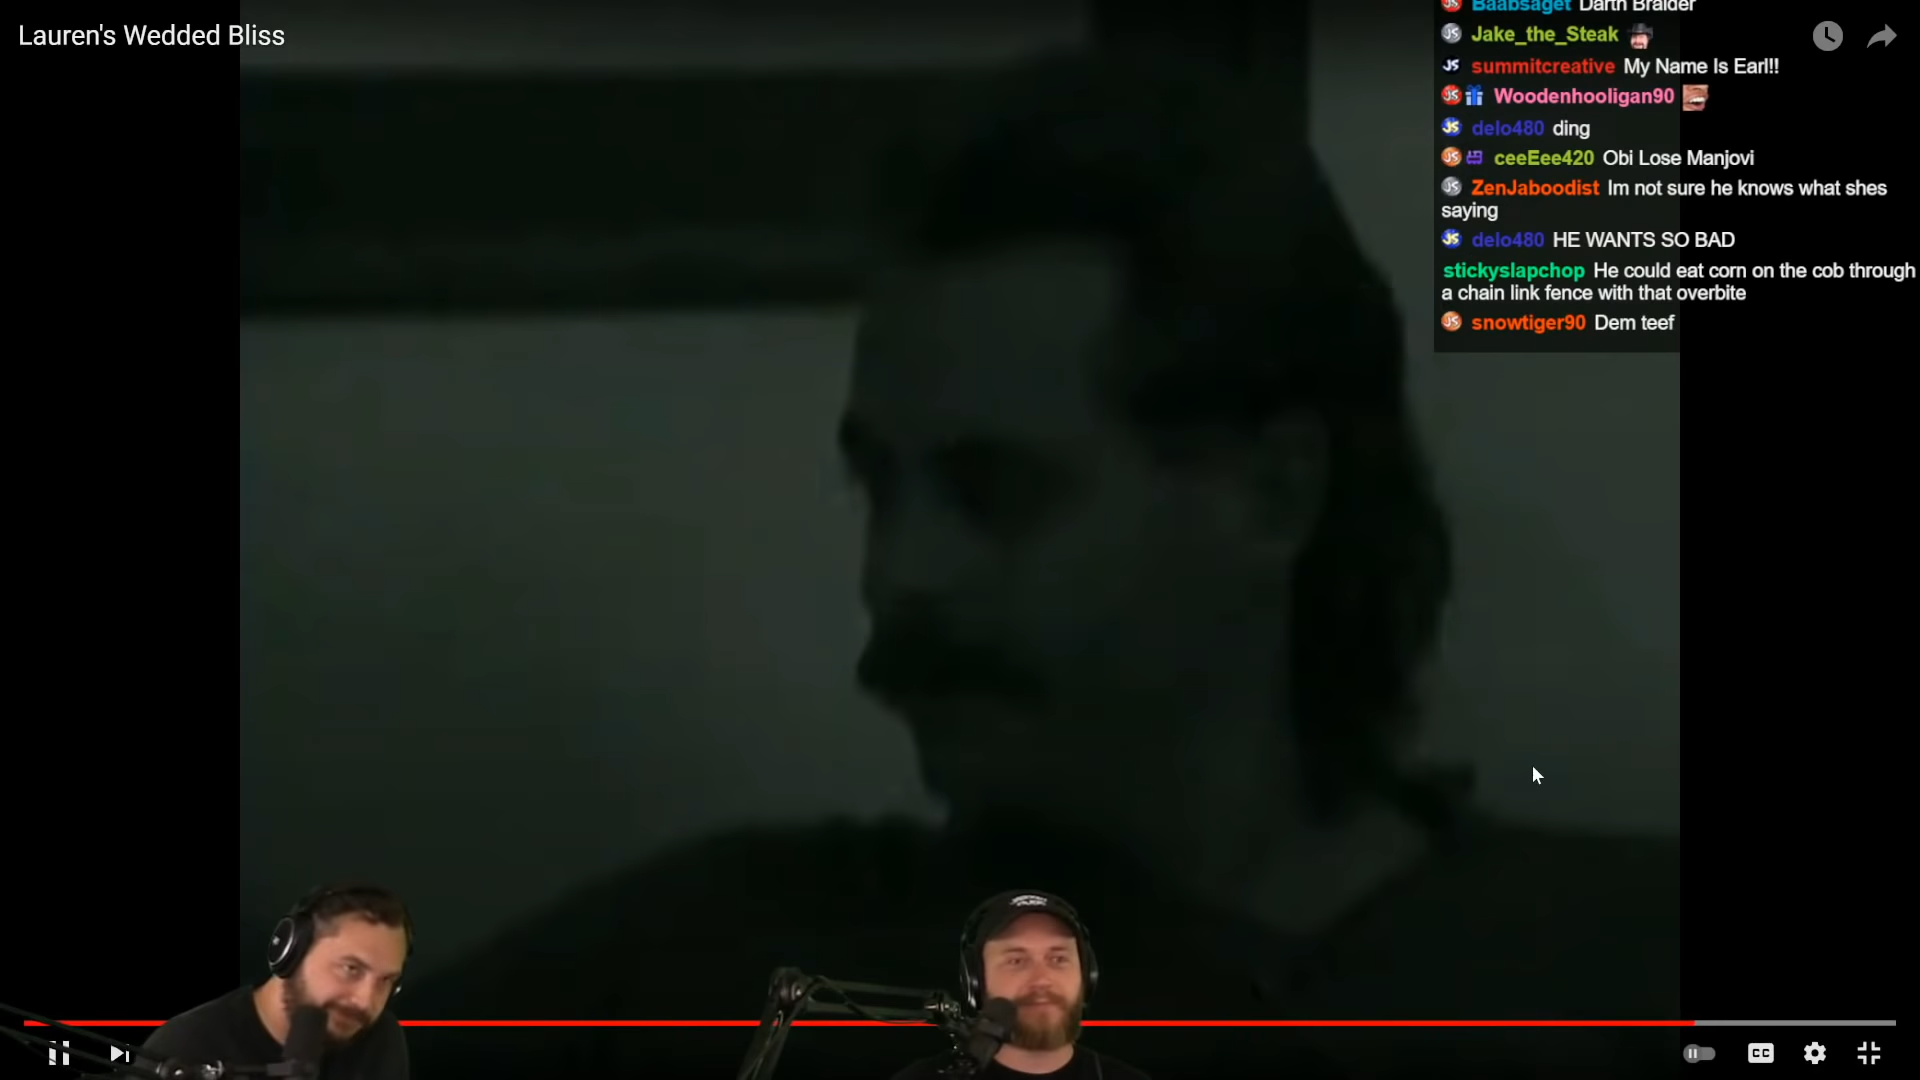 Lauren's Wedded Bliss
Baabsaget Darth Braider
Jake_the_Steak
summitcreative My Name Is Earl!!
Woodenhooligan90
delo480 ding
ceeEee420 Obi Lose Manjovi
ZenJaboodist Im not sure he knows what shes
saying
delo480 HE WANTS SO BAD
stickyslapchop He could eat corn on the cob through
a chain link fence with that overbite
snowtiger90 Dem teef
CC